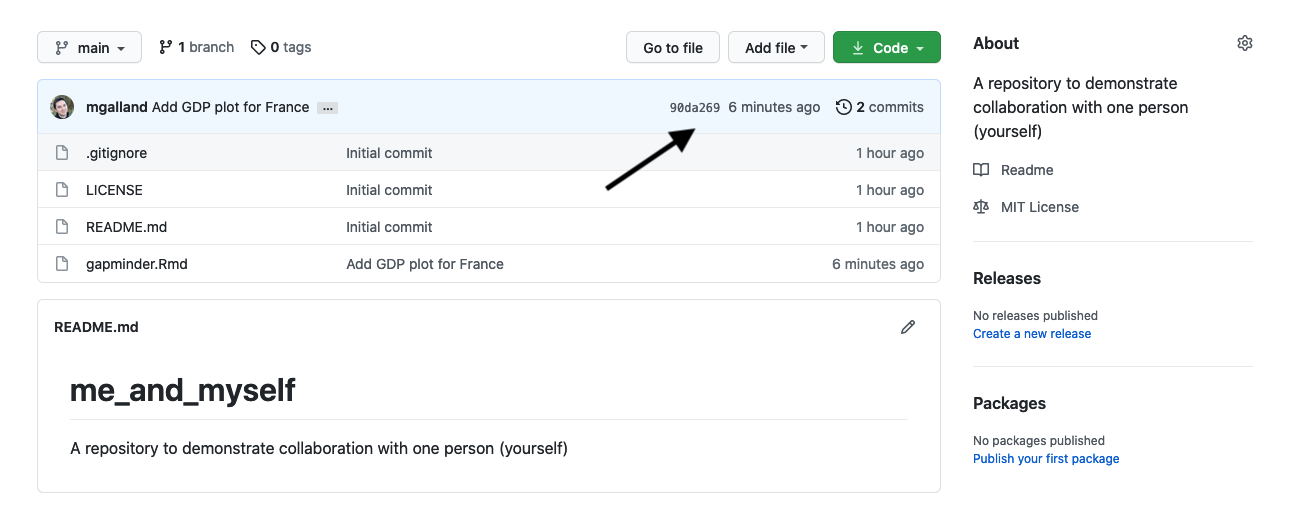 main 1 branch 0 tags Go to file Add file Code
mgalland Add GDP plot for France ... 90da269 6 minutes ago 2 commits
.gitignore Initial commit 1 hour ago
LICENSE Initial commit 1 hour ago
README.md Initial commit 1 hour ago
gapminder.Rmd Add GDP plot for France 6 minutes ago
README.md
me_and_myself
A repository to demonstrate collaboration with one person (yourself)
About
A repository to demonstrate
collaboration with one person
(yourself)
Readme
MIT License
Releases
No releases published
Create a new release
Packages
No packages published
Publish your first package